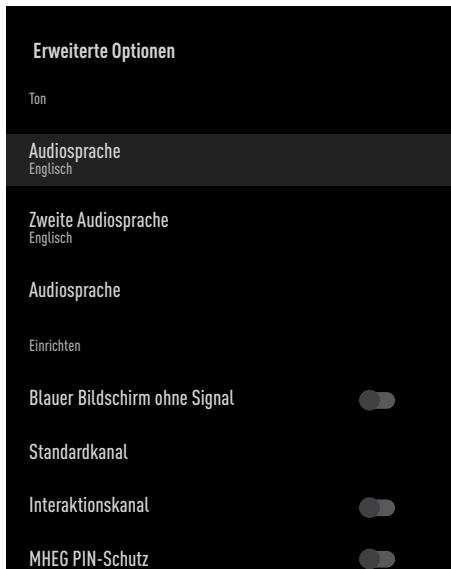 Erweiterte Optionen
Ton
Audiosprache
Englisch
Zweite Audiosprache
Englisch
Audiosprache
Einrichten
Blauer Bildschirm ohne Signal
Standardkanal
Interaktionskanal
MHEG PIN-Schutz